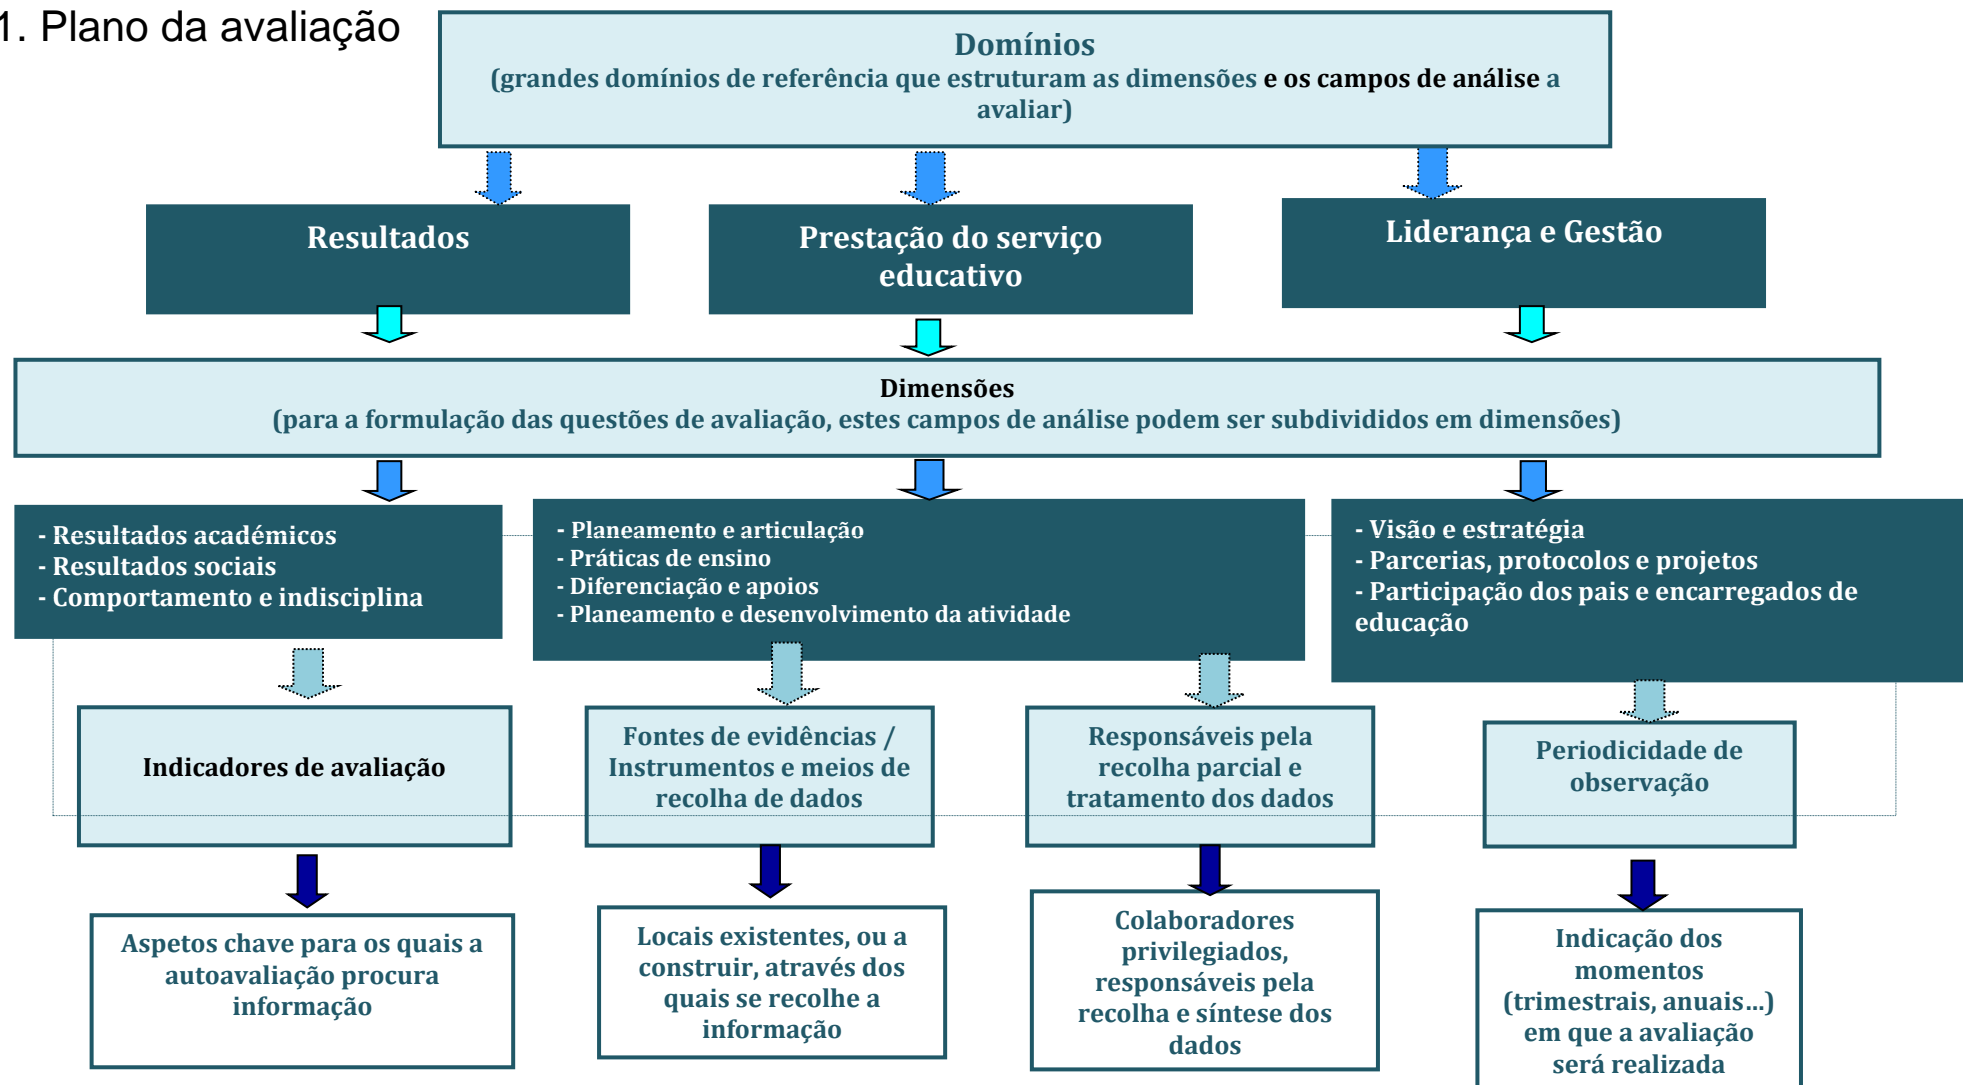 1. Plano da avaliação
Domínios
(grandes domínios de referência que estruturam as dimensões e os campos de análise a
avaliar)
Resultados
Prestação do serviço
educativo
Liderança e Gestão
Dimensões
(para a formulação das questões de avaliação, estes campos de análise podem ser subdivididos em dimensões)
- Resultados académicos
- Resultados sociais
- Comportamento e indisciplina
- Planeamento e articulação
- Práticas de ensino
- Diferenciação e apoios
- Planeamento e desenvolvimento da atividade
- Visão e estratégia
- Parcerias, protocolos e projetos
- Participação dos pais e encarregados de
educação
Indicadores de avaliação
Fontes de evidências /
Instrumentos e meios de
recolha de dados
Responsáveis pela
recolha parcial e
tratamento dos dados
Periodicidade de
observação
Aspetos chave para os quais a
autoavaliação procura
informação
Locais existentes, ou a
construir, através dos
quais se recolhe a
informação
Colaboradores
privilegiados,
responsáveis pela
recolha e síntese dos
dados
Indicação dos
momentos
(trimestrais, anuais…)
em que a avaliação
será realizada